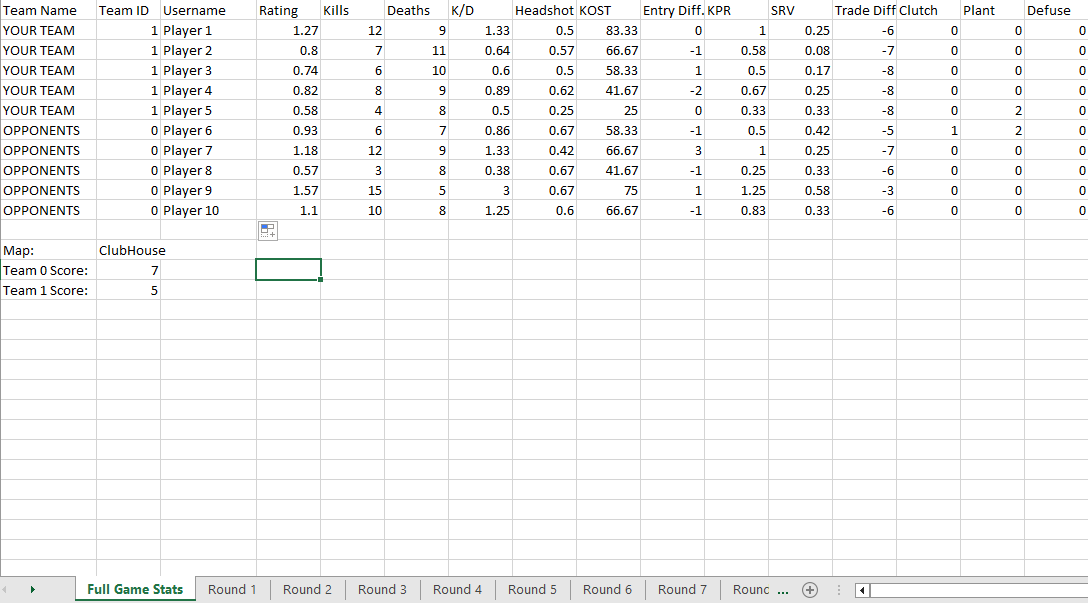 Team Name Team ID Username Rating Kills Deaths K/D Headshot KOST Entry Diff. KPR SRV Trade Diff Clutch Plant Defuse
YOUR TEAM 1 Player 1 1.27 12 9 1.33 0.5 83.33 0 1 0.25 -6 0 0 0
YOUR TEAM 1 Player 2 0.8 7 11 0.64 0.57 66.67 -1 0.58 0.08 -7 0 0 0
YOUR TEAM 1 Player 3 0.74 6 10 0.6 0.5 58.33 1 0.5 0.17 -8 0 0 0
YOUR TEAM 1 Player 4 0.82 8 9 0.89 0.62 41.67 -2 0.67 0.25 -8 0 0 0
YOUR TEAM 1 Player 5 0.58 4 8 0.5 0.25 25 0 0.33 0.33 -8 0 2 0
OPPONENTS 0 Player 6 0.93 6 7 0.86 0.67 58.33 -1 0.5 0.42 -5 1 2 0
OPPONENTS 0 Player 7 1.18 12 9 1.33 0.42 66.67 3 1 0.25 -7 0 0 0
OPPONENTS 0 Player 8 0.57 3 8 0.38 0.67 41.67 -1 0.25 0.33 -6 0 0 0
OPPONENTS 0 Player 9 1.57 15 5 3 0.67 75 1 1.25 0.58 -3 0 0 0
OPPONENTS 0 Player 10 1.1 10 8 1.25 0.6 66.67 -1 0.83 0.33 -6 0 0 0
Map: ClubHouse
Team 0 Score: 7
Team 1 Score: 5
Full Game Stats Round 1 Round 2 Round 3 Round 4 Round 5 Round 6 Round 7 Rounc ...